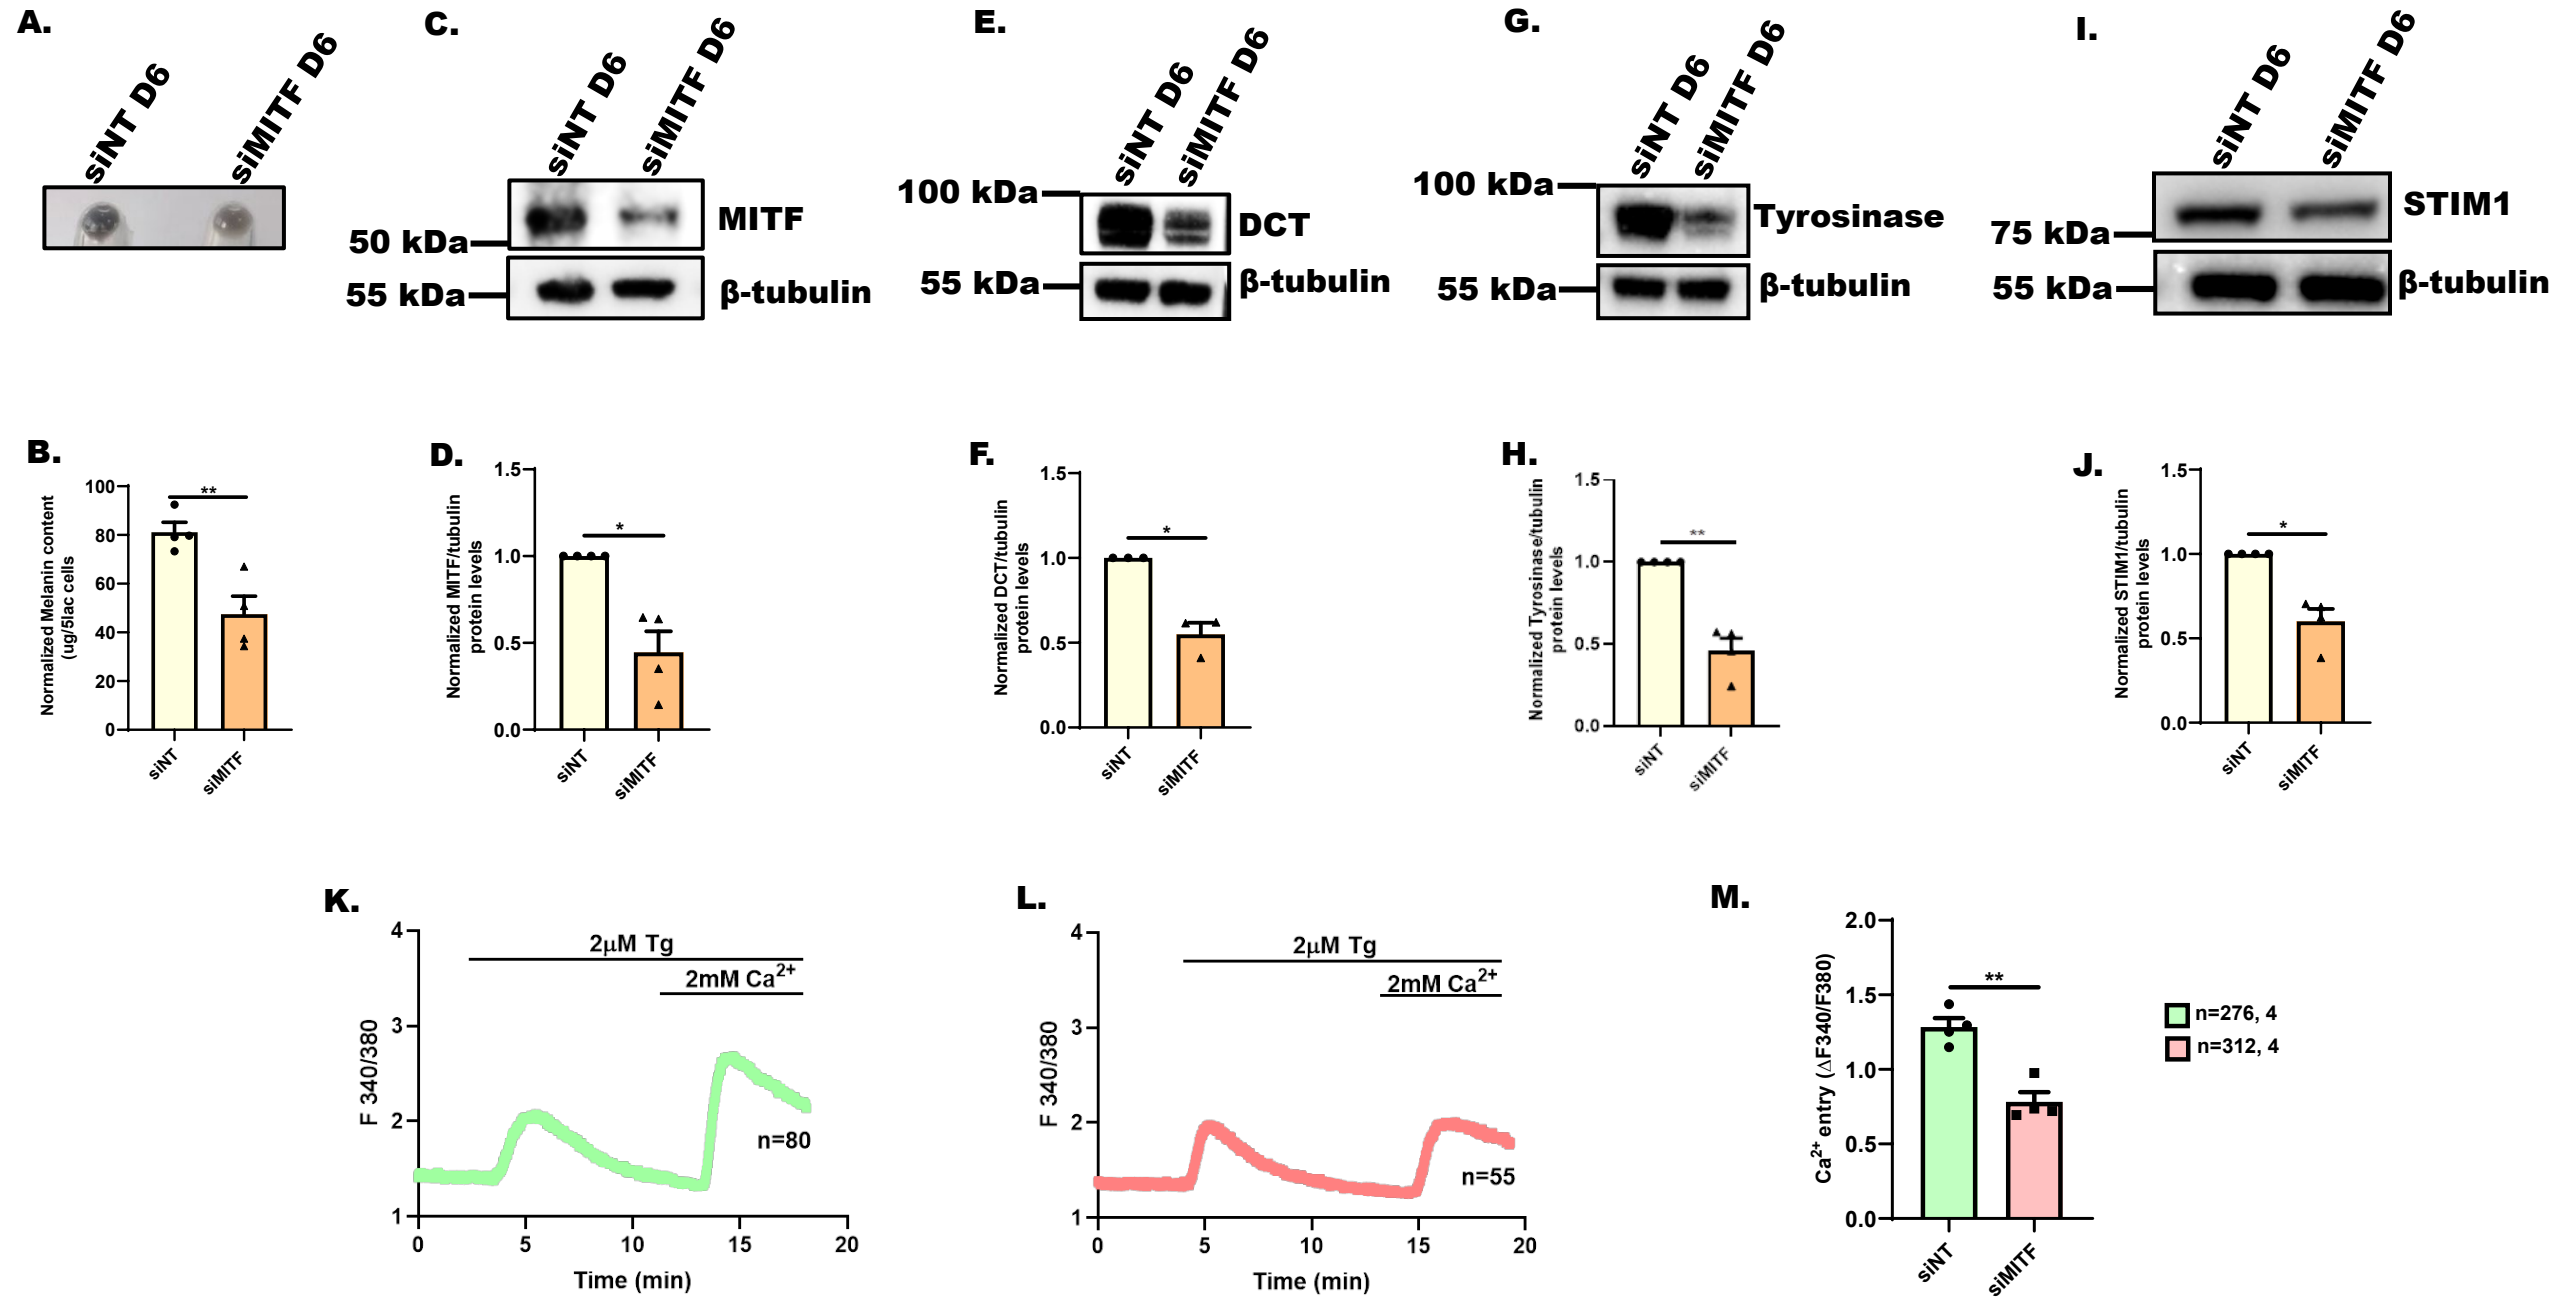 A.
siNT D6
siMITF D6
C.
siNT D6
siMITF D6
50 kDa
MITF
55 kDa
β-tubulin
E.
siNT D6
siMITF D6
100 kDa
DCT
55 kDa
β-tubulin
G.
siNT D6
siMITF D6
100 kDa
Tyrosinase
55 kDa
β-tubulin
I.
siNT D6
siMITF D6
75 kDa
STIM1
55 kDa
β-tubulin
B.
Normalized Melanin content
(ug/5lac cells
100
80
60
40
20
0
**
siNT
siMITF
D.
Normalized MITF/tubulin
protein levels
1.5
1.0
0.5
0.0
*
siNT
siMITF
F.
Normalized DCT/tubulin
protein levels
1.5
1.0
0.5
0.0
*
siNT
siMITF
H.
Normalized Tyrosinase/tubulin
protein levels
1.5
1.0
0.5
0.0
**
siNT
siMITF
J.
Normalized STIM1/tubulin
protein levels
1.5
1.0
0.5
0.0
*
siNT
siMITF
K.
F 340/380
4
3
2
1
2µM Tg
2mM Ca²⁺
n=80
0 5 10 15 20
Time (min)
L.
F 340/380
4
3
2
1
2µM Tg
2mM Ca²⁺
n=55
0 5 10 15 20
Time (min)
M.
Ca²⁺ entry (ΔF340/F380)
2.0
1.5
1.0
0.5
0.0
**
siNT
siMITF
n=276, 4
n=312, 4